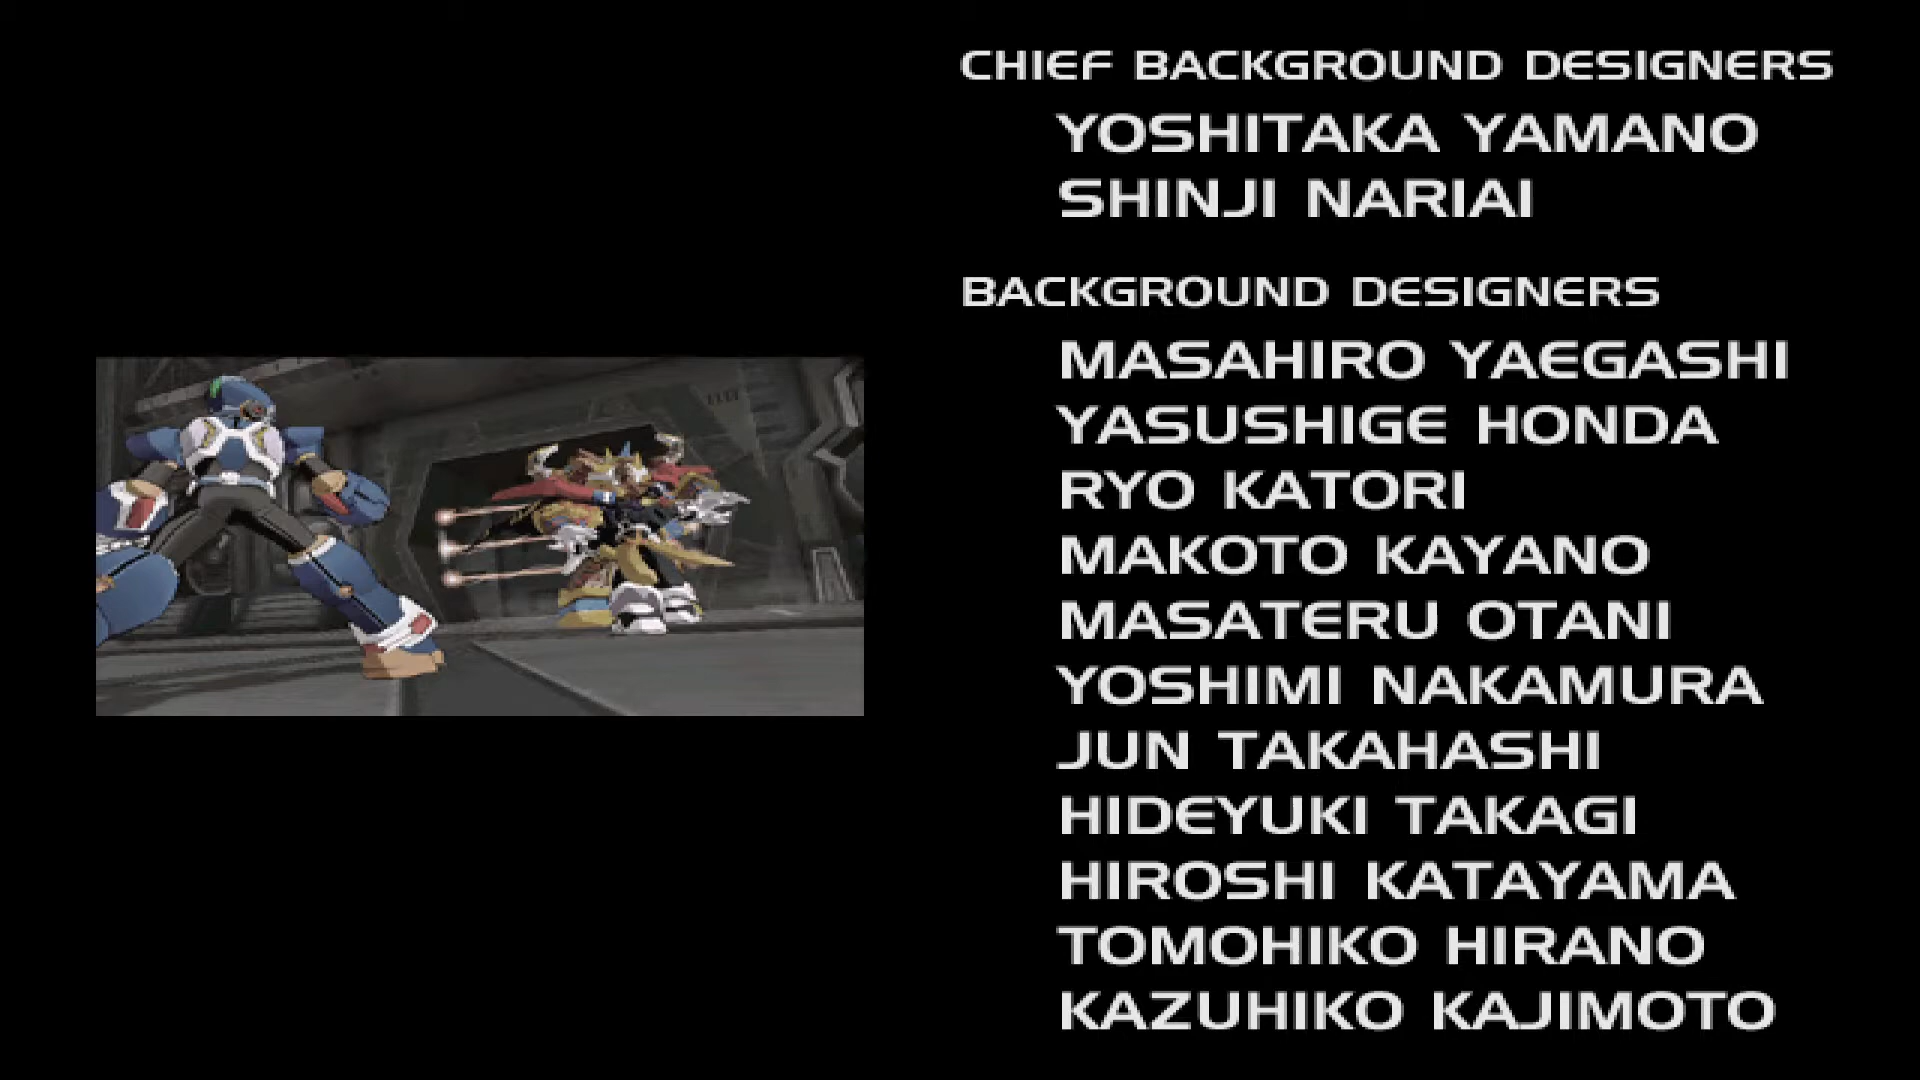 CHIEF BACKGROUND DESIGNERS
YOSHITAKA YAMANO
SHINJI NARIAI
BACKGROUND DESIGNERS
MASAHIRO YAEGASHI
YASUSHIGE HONDA
RYO KATORI
MAKOTO KAYANO
MASATERU OTANI
YOSHIMI NAKAMURA
JUN TAKAHASHI
HIDEYUKI TAKAGI
HIROSHI KATAYAMA
TOMOHIKO HIRANO
KAZUHIKO KAJIMOTO